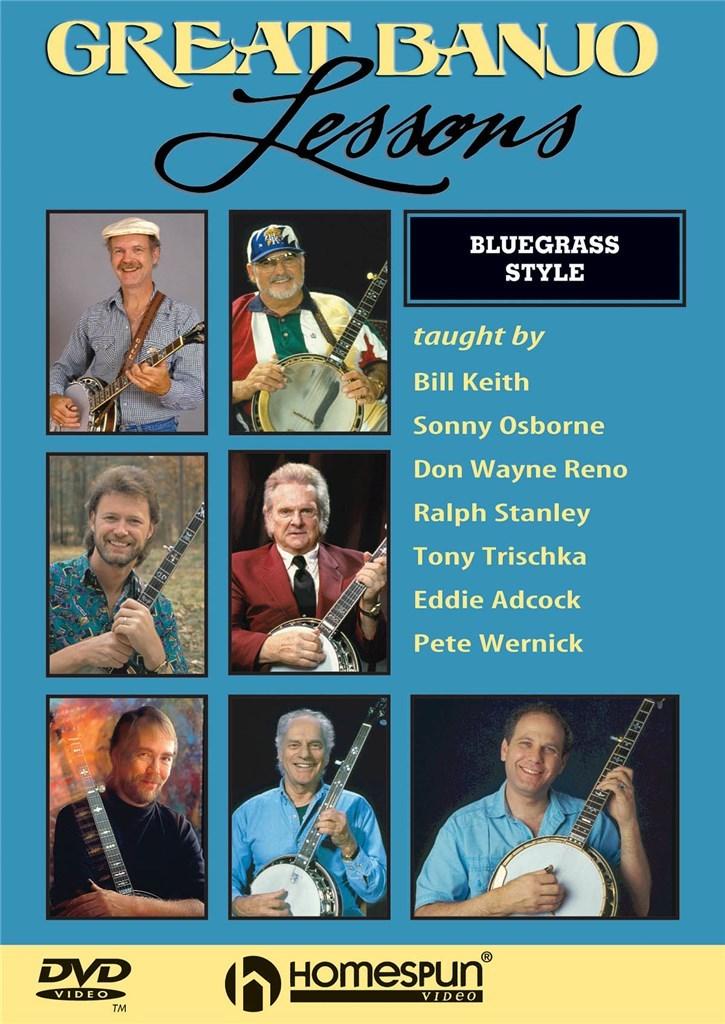 GREAT BANJO
Lessons
BLUEGRASS
STYLE
taught by
Bill Keith
Sonny Osborne
Don Wayne Reno
Ralph Stanley
Tony Trischka
Eddie Adcock
Pete Wernick
DVD
VIDEO
TM
HOMESPUN®
VIDEO